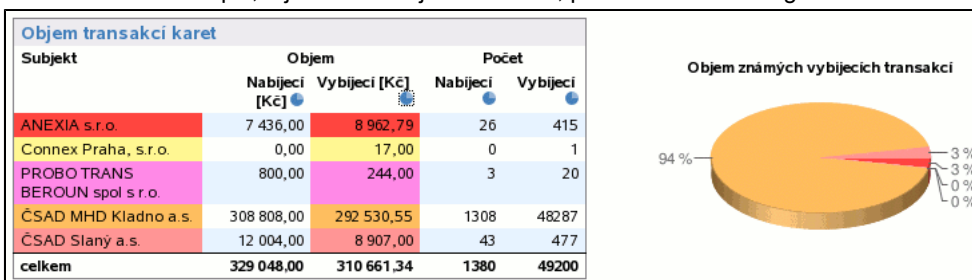 Objem transakcí karet
Subjekt Objem Počet
Nabíjecí [Kč] Vybíjecí [Kč] Nabíjecí Vybíjecí
ANEXIA s.r.o. 7 436,00 8 962,79 26 415
Connex Praha, s.r.o. 0,00 17,00 0 1
PROBO TRANS BEROUN spol s r.o. 800,00 244,00 3 20
ČSAD MHD Kladno a.s. 308 808,00 292 530,55 1308 48287
ČSAD Slaný a.s. 12 004,00 8 907,00 43 477
celkem 329 048,00 310 661,34 1380 49200
Objem známých vybíjecích transakcí
94 %
3 %
3 %
0 %
0 %